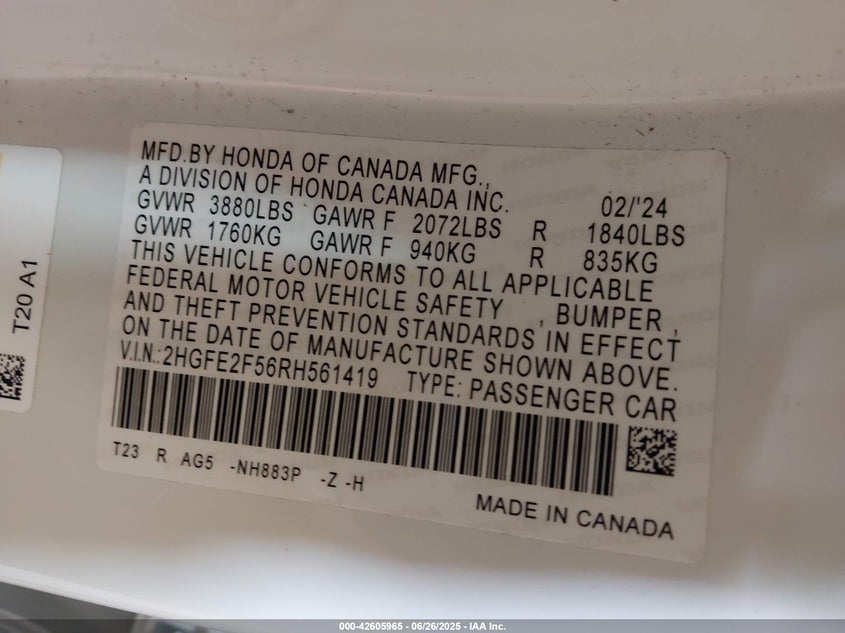 MFD.BY HONDA OF CANADA MFG.,
A DIVISION OF HONDA CANADA INC. 02/'24
GVWR 3880LBS GAWR F 2072LBS R 1840LBS
GVWR 1760KG GAWR F 940KG R 835KG
THIS VEHICLE CONFORMS TO ALL APPLICABLE
FEDERAL MOTOR VEHICLE SAFETY , BUMPER ,
AND THEFT PREVENTION STANDARDS IN EFFECT
ON THE DATE OF MANUFACTURE SHOWN ABOVE.
V.I.N.:2HGFE2F56RH561419 TYPE: PASSENGER CAR
T23 R AG5 -NH883P -Z -H
MADE IN CANADA
T20 A1
000-42605965 - 06/26/2025 - IAA Inc.